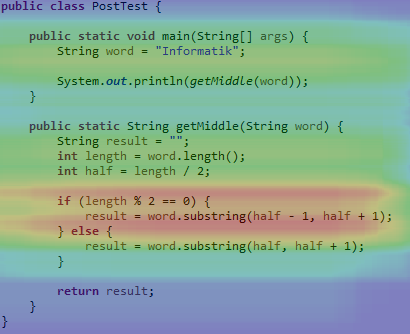 public class PostTest {
public static void main(String[] args) {
String word = "Informatik";
System.out.println(getMiddle(word));
}
public static String getMiddle(String word) {
String result = "";
int length = word.length();
int half = length / 2;
if (length % 2 == 0) {
result = word.substring(half - 1, half + 1);
} else {
result = word.substring(half, half + 1);
}
return result;
}
}